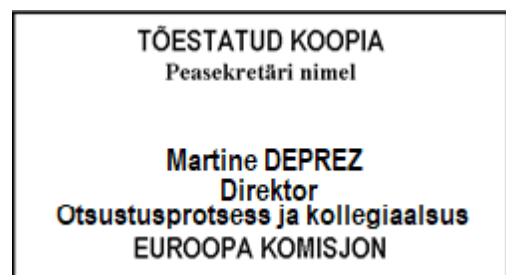 TÕESTATUD KOOPIA
Peasekretäri nimel
Martine DEPREZ
Direktor
Otsustusprotsess ja kollegiaalsus
EUROOPA KOMISJON